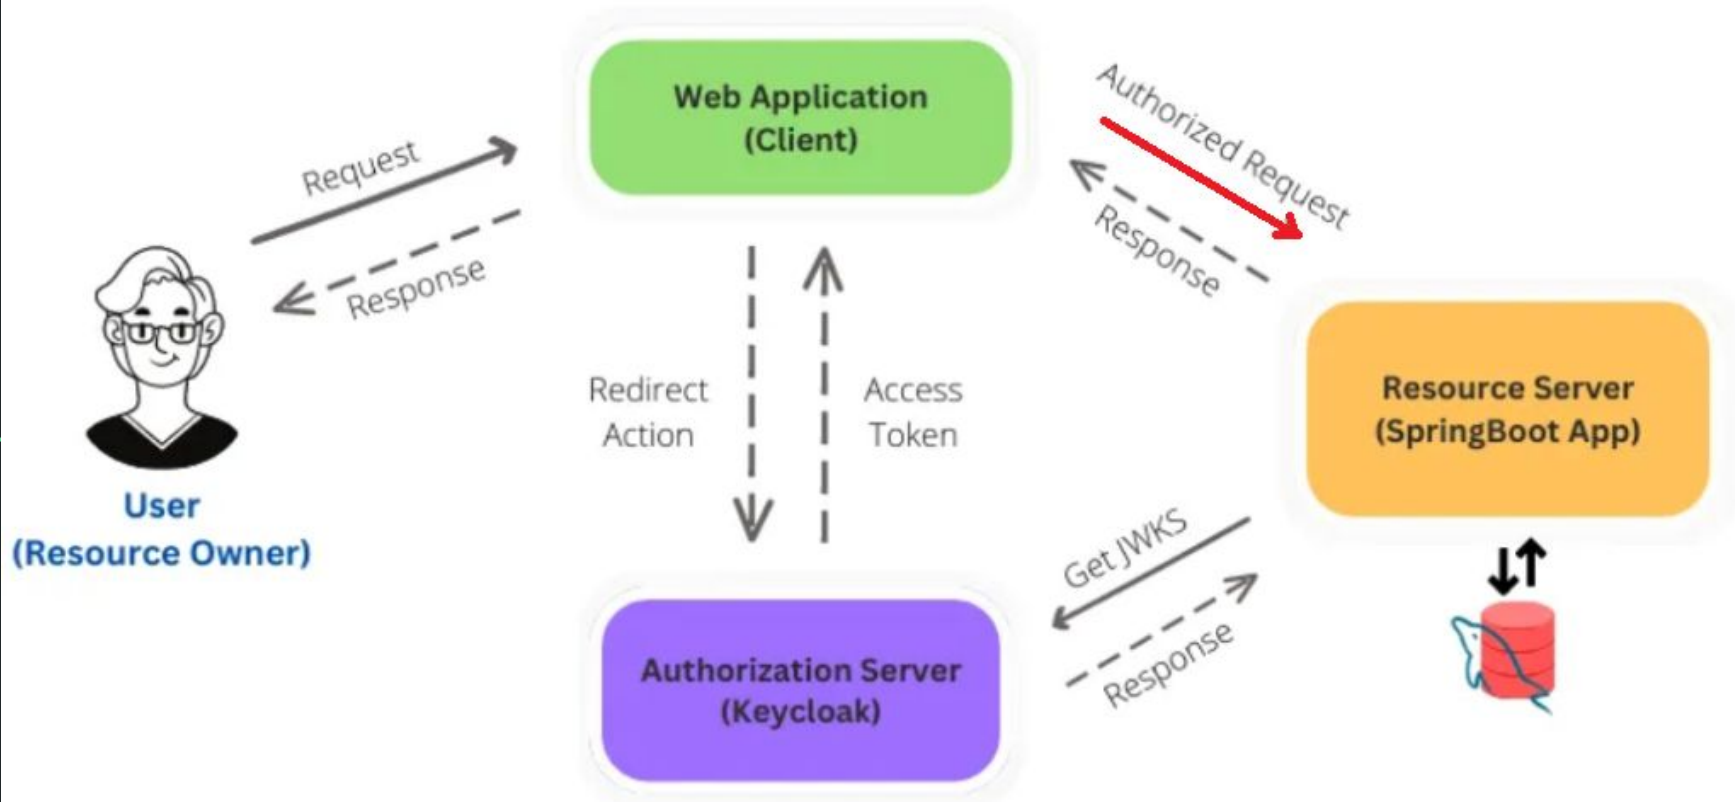 Web Application
(Client)
Authorized Request
Request
Response
Response
Redirect
Action
Access
Token
Resource Server
(SpringBoot App)
User
(Resource Owner)
Get JWKS
Response
Authorization Server
(Keycloak)